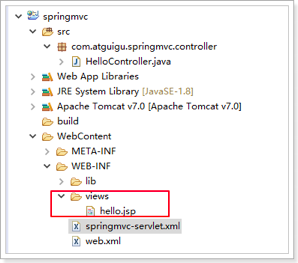 springmvc
src
com.atguigu.springmvc.controller
HelloController.java
Web App Libraries
JRE System Library [JavaSE-1.8]
Apache Tomcat v7.0 [Apache Tomcat v7.0]
build
WebContent
META-INF
WEB-INF
lib
views
hello.jsp
springmvc-servlet.xml
web.xml